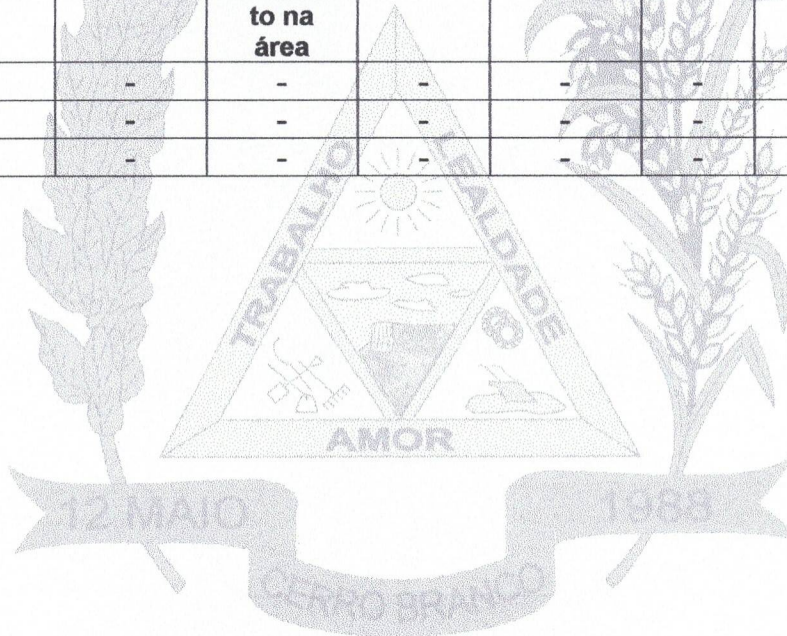 to na
área
- - - - -
- - - - -
- - - - -
TRABALHO
LEALDADE
AMOR
12 MAIO
1988
CERRO BRANCO